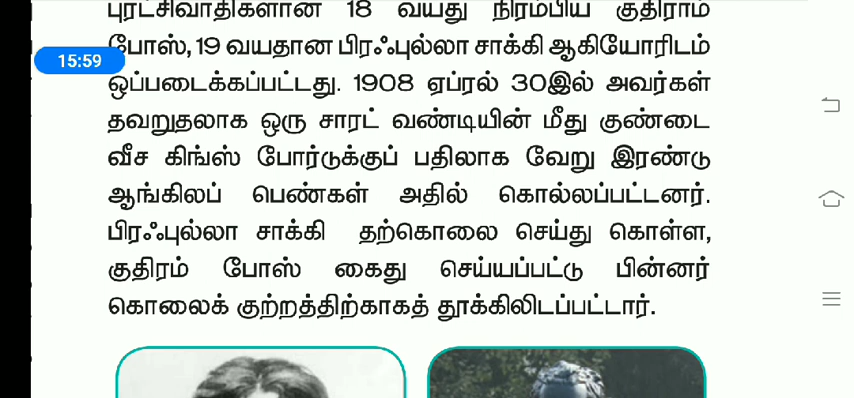 புரட்சிவாதிகளான 18 வயது நிரம்பிய குதிராம்
போஸ், 19 வயதான பிரஃபுல்லா சாக்கி ஆகியோரிடம்
15:59
ஒப்படைக்கப்பட்டது. 1908 ஏப்ரல் 30இல் அவர்கள்
தவறுதலாக ஒரு சாரட் வண்டியின் மீது குண்டை
வீச கிங்ஸ் போர்டுக்குப் பதிலாக வேறு இரண்டு
ஆங்கிலப் பெண்கள் அதில் கொல்லப்பட்டனர்.
பிரஃபுல்லா சாக்கி தற்கொலை செய்து கொள்ள,
குதிரம் போஸ் கைது செய்யப்பட்டு பின்னர்
கொலைக் குற்றத்திற்காகத் தூக்கிலிடப்பட்டார்.